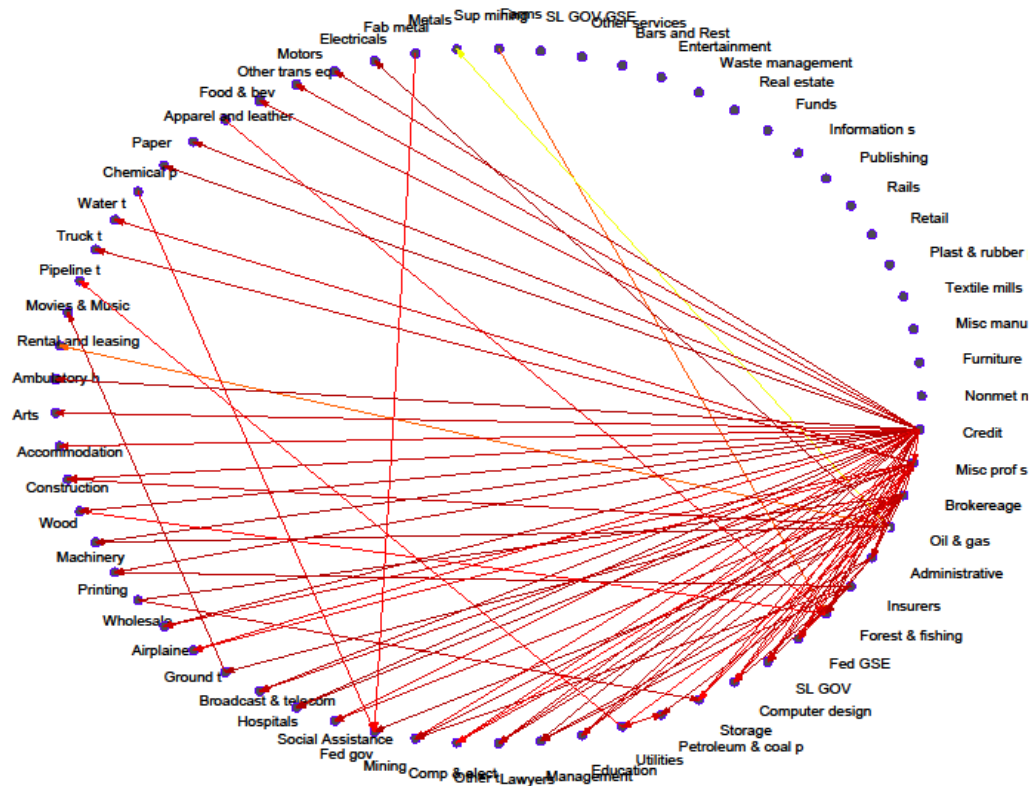 Farms
SL GOV GSE
Other services
Bars and Rest
Entertainment
Waste management
Real estate
Funds
Information s
Publishing
Rails
Retail
Plast & rubber
Textile mills
Misc manu
Furniture
Nonmet n
Credit
Misc prof s
Brokereage
Oil & gas
Administrative
Insurers
Forest & fishing
Fed GSE
SL GOV
Computer design
Storage
Petroleum & coal p
Utilities
Education
Management
Lawyers
Other t
Comp & elect
Mining
Fed gov
Social Assistance
Hospitals
Broadcast & telecom
Ground t
Airplaine
Wholesale
Printing
Machinery
Wood
Construction
Accommodation
Arts
Ambulatory h
Rental and leasing
Movies & Music
Pipeline t
Truck t
Water t
Chemical p
Paper
Apparel and leather
Food & bev
Other trans eq
Motors
Electricals
Fab metal
Metals
Sup mining